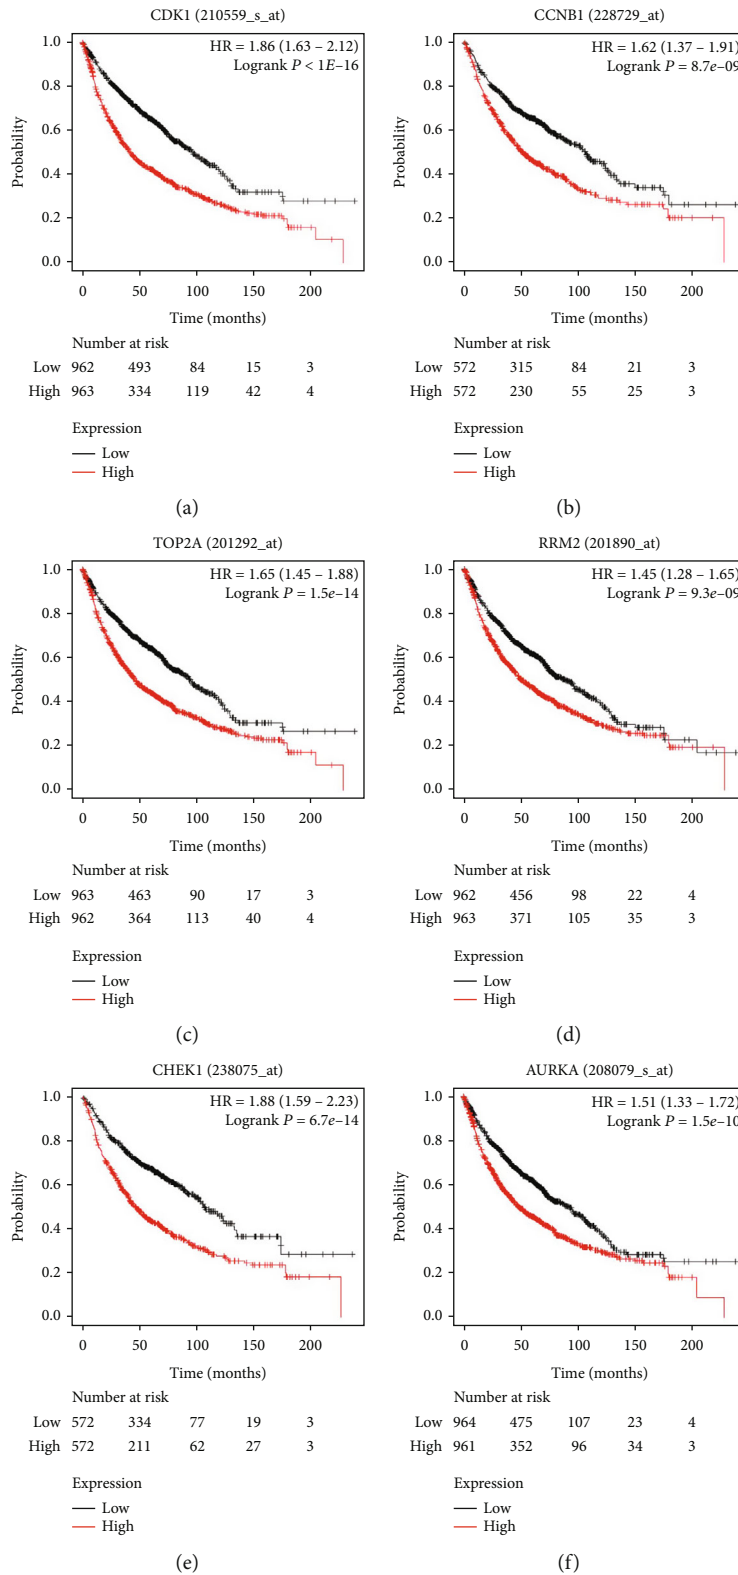 CDK1 (210559_s_at)
HR = 1.86 (1.63 – 2.12)
Logrank P < 1E–16
Probability
1.0
0.8
0.6
0.4
0.2
0.0
0 50 100 150 200
Time (months)
Number at risk
Low 962 493 84 15 3
High 963 334 119 42 4
Expression
Low
High
(a)
CCNB1 (228729_at)
HR = 1.62 (1.37 – 1.91)
Logrank P = 8.7e–09
Probability
1.0
0.8
0.6
0.4
0.2
0.0
0 50 100 150 200
Time (months)
Number at risk
Low 572 315 84 21 3
High 572 230 55 25 3
Expression
Low
High
(b)
TOP2A (201292_at)
HR = 1.65 (1.45 – 1.88)
Logrank P = 1.5e–14
Probability
1.0
0.8
0.6
0.4
0.2
0.0
0 50 100 150 200
Time (months)
Number at risk
Low 963 463 90 17 3
High 962 364 113 40 4
Expression
Low
High
(c)
RRM2 (201890_at)
HR = 1.45 (1.28 – 1.65)
Logrank P = 9.3e–09
Probability
1.0
0.8
0.6
0.4
0.2
0.0
0 50 100 150 200
Time (months)
Number at risk
Low 962 456 98 22 4
High 963 371 105 35 3
Expression
Low
High
(d)
CHEK1 (238075_at)
HR = 1.88 (1.59 – 2.23)
Logrank P = 6.7e–14
Probability
1.0
0.8
0.6
0.4
0.2
0.0
0 50 100 150 200
Time (months)
Number at risk
Low 572 334 77 19 3
High 572 211 62 27 3
Expression
Low
High
(e)
AURKA (208079_s_at)
HR = 1.51 (1.33 – 1.72)
Logrank P = 1.5e–10
Probability
1.0
0.8
0.6
0.4
0.2
0.0
0 50 100 150 200
Time (months)
Number at risk
Low 964 475 107 23 4
High 961 352 96 34 3
Expression
Low
High
(f)